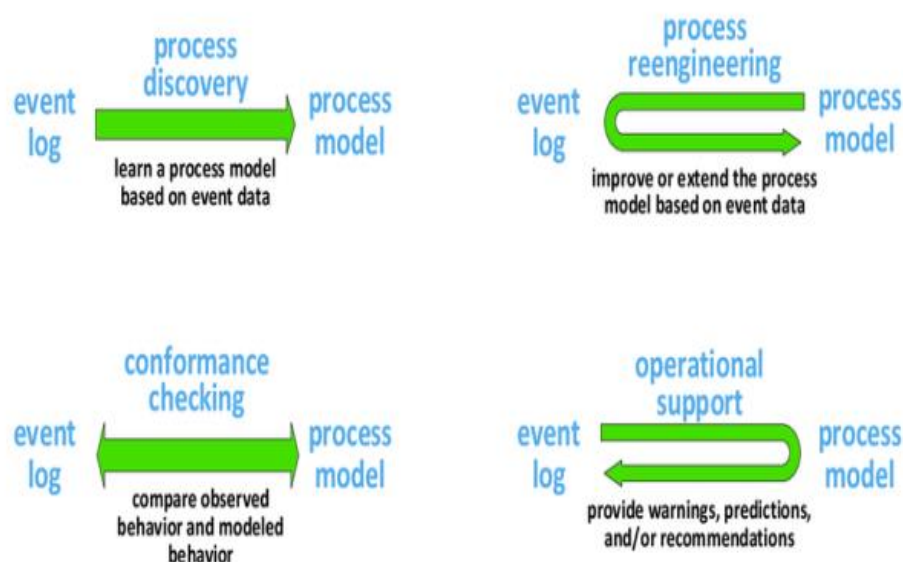 process
discovery
event
log
process
model
learn a process model
based on event data
process
reengineering
event
log
process
model
improve or extend the process
model based on event data
conformance
checking
event
log
process
model
compare observed
behavior and modeled
behavior
operational
support
event
log
process
model
provide warnings, predictions,
and/or recommendations